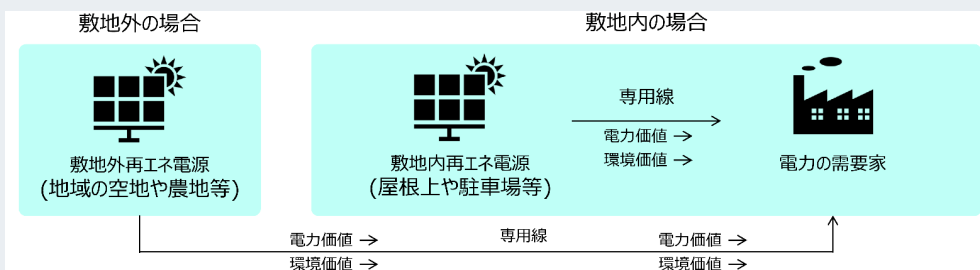 敷地外の場合
敷地内の場合
敷地外再エネ電源
(地域の空地や農地等)
敷地内再エネ電源
(屋根上や駐車場等)
専用線
電力価値 →
環境価値 →
電力の需要家
電力価値 →
環境価値 →
専用線
電力価値 →
環境価値 →